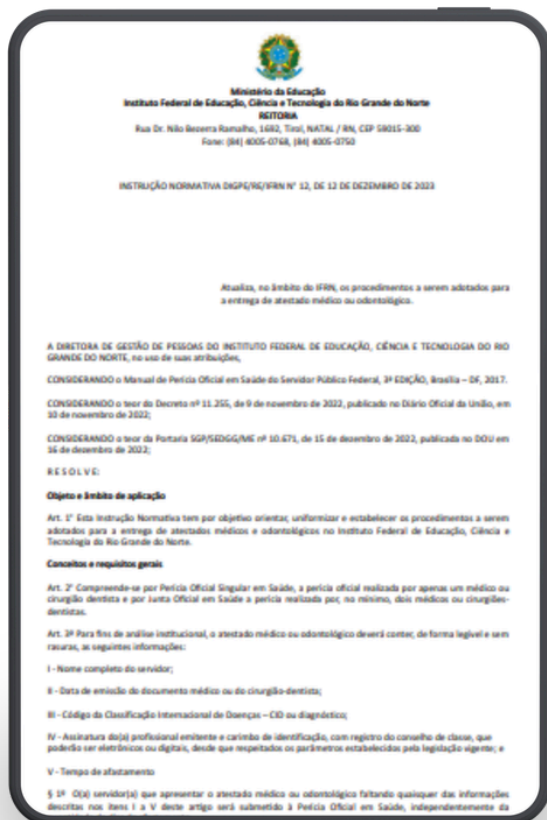 Ministério da Educação
Instituto Federal de Educação, Ciência e Tecnologia do Rio Grande do Norte
REITORIA
Rua Dr. Nilo Bezerra Ramalho, 1692, Tirol, NATAL / RN, CEP 59015-300
Fone: (84) 4005-0768, (84) 4005-0750
INSTRUÇÃO NORMATIVA DIGPE/RE/IFRN N° 12, DE 12 DE DEZEMBRO DE 2023
Atualiza, no âmbito do IFRN, os procedimentos a serem adotados para
a entrega de atestado médico ou odontológico.
A DIRETORA DE GESTÃO DE PESSOAS DO INSTITUTO FEDERAL DE EDUCAÇÃO, CIÊNCIA E TECNOLOGIA DO RIO
GRANDE DO NORTE, no uso de suas atribuições,
CONSIDERANDO o Manual de Perícia Oficial em Saúde do Servidor Público Federal, 3ª EDIÇÃO, Brasília – DF, 2017.
CONSIDERANDO o teor do Decreto nº 11.255, de 9 de novembro de 2022, publicado no Diário Oficial da União, em
10 de novembro de 2022;
CONSIDERANDO o teor da Portaria SGP/SEDGG/ME nº 10.671, de 15 de dezembro de 2022, publicada no DOU em
16 de dezembro de 2022;
R E S O L V E:
Objeto e âmbito de aplicação
Art. 1° Esta Instrução Normativa tem por objetivo orientar, uniformizar e estabelecer os procedimentos a serem
adotados para a entrega de atestados médicos e odontológicos no Instituto Federal de Educação, Ciência e
Tecnologia do Rio Grande do Norte.
Conceitos e requisitos gerais
Art. 2° Compreende-se por Perícia Oficial Singular em Saúde, a perícia oficial realizada por apenas um médico ou
cirurgião dentista e por Junta Oficial em Saúde a perícia realizada por, no mínimo, dois médicos ou cirurgiões-
dentistas.
Art. 3º Para fins de análise institucional, o atestado médico ou odontológico deverá conter, de forma legível e sem
rasuras, as seguintes informações:
I - Nome completo do servidor;
II - Data de emissão do documento médico ou do cirurgião-dentista;
III - Código da Classificação Internacional de Doenças – CID ou diagnóstico;
IV - Assinatura do(a) profissional emitente e carimbo de identificação, com registro do conselho de classe, que
poderão ser eletrônicos ou digitais, desde que respeitados os parâmetros estabelecidos pela legislação vigente; e
V - Tempo de afastamento
§ 1º O(a) servidor(a) que apresentar o atestado médico ou odontológico faltando quaisquer das informações
descritas nos itens I a V deste artigo será submetido à Perícia Oficial em Saúde, independentemente da